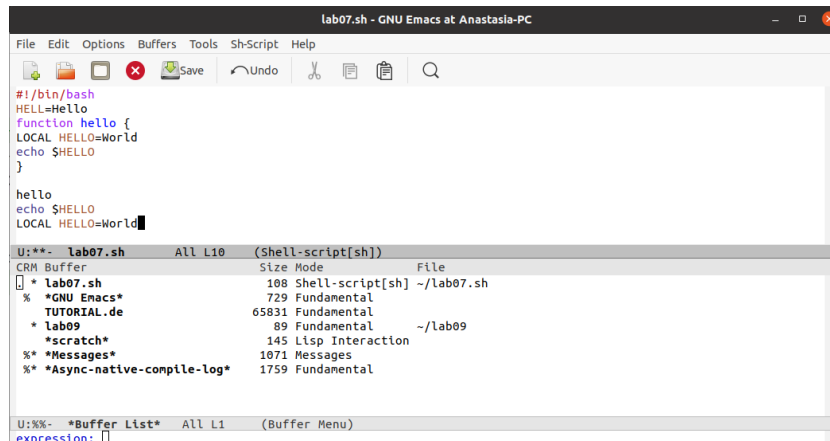 lab07.sh - GNU Emacs at Anastasia-PC
File Edit Options Buffers Tools Sh-Script Help
Save Undo
#!/bin/bash
HELL=Hello
function hello {
LOCAL HELLO=World
echo $HELLO
}
hello
echo $HELLO
LOCAL HELLO=World
U:**- lab07.sh All L10 (Shell-script[sh])
CRM Buffer Size Mode File
. * lab07.sh 108 Shell-script[sh] ~/lab07.sh
% *GNU Emacs* 729 Fundamental
TUTORIAL.de 65831 Fundamental
* lab09 89 Fundamental ~/lab09
*scratch* 145 Lisp Interaction
%* *Messages* 1071 Messages
%* *Async-native-compile-log* 1759 Fundamental
U:%%- *Buffer List* All L1 (Buffer Menu)
expression: